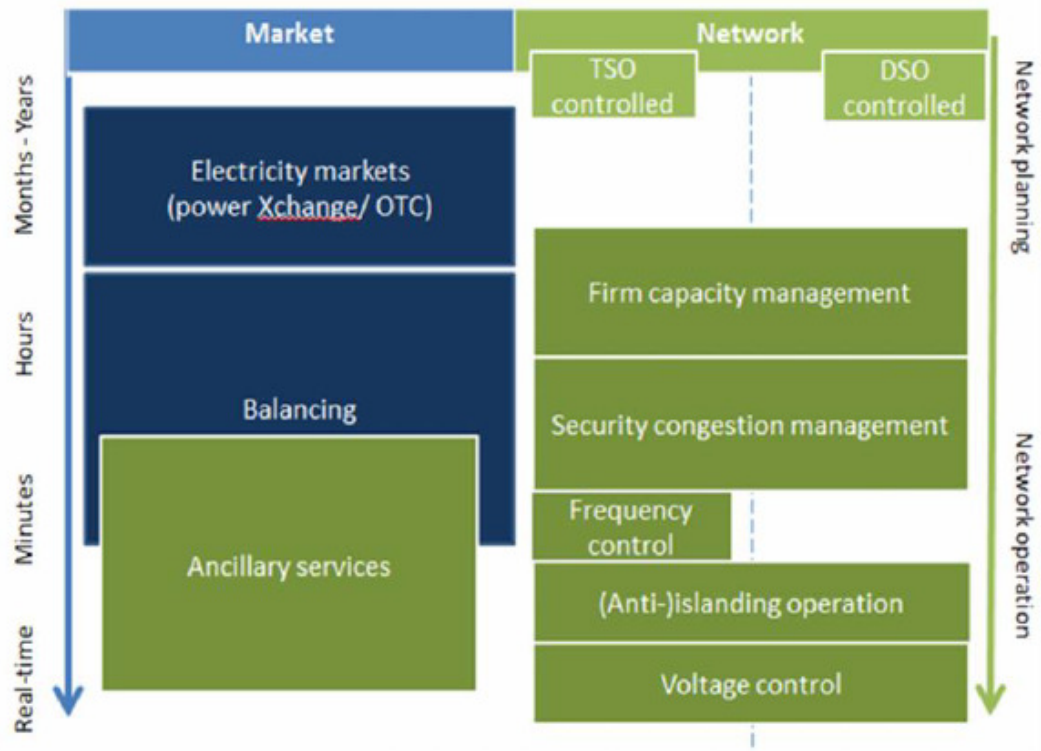 Market
Network
TSO
controlled
DSO
controlled
Months - Years
Hours
Minutes
Real-time
Electricity markets
(power Xchange/ OTC)
Balancing
Ancillary services
Firm capacity management
Security congestion management
Frequency
control
(Anti-)islanding operation
Voltage control
Network planning
Network operation